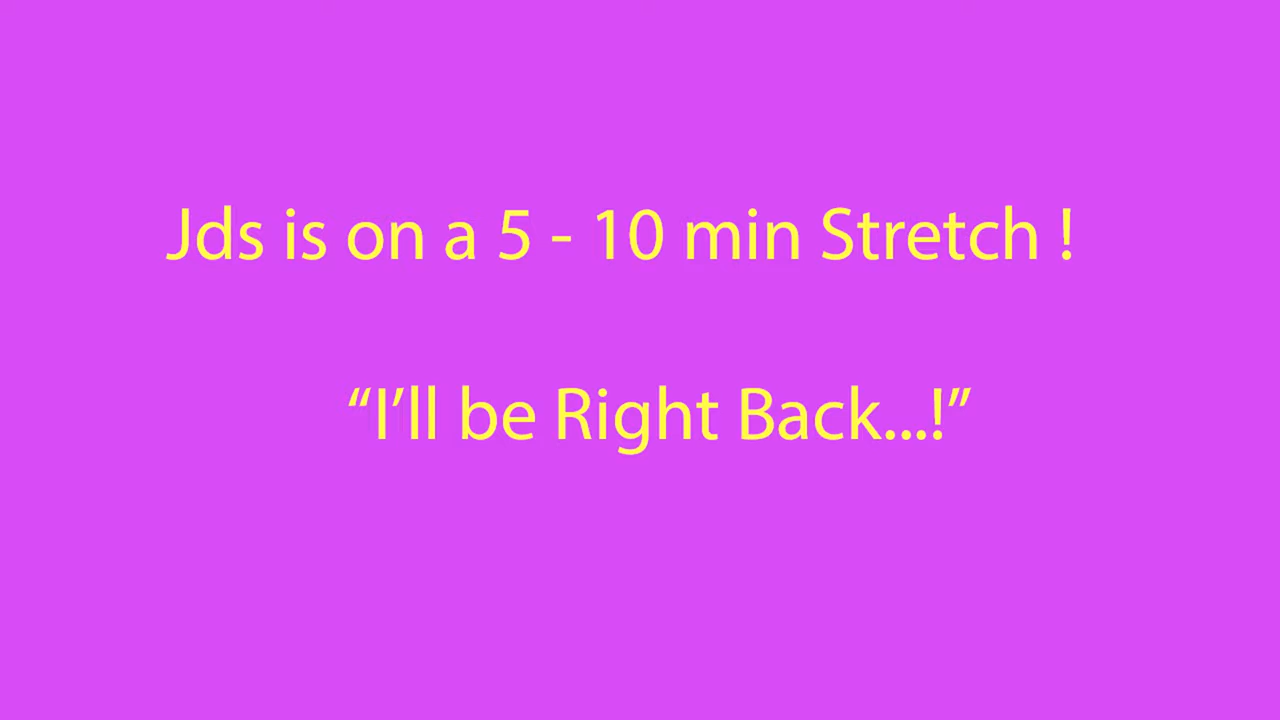 Jds is on a 5 - 10 min Stretch !
“I’ll be Right Back...!”